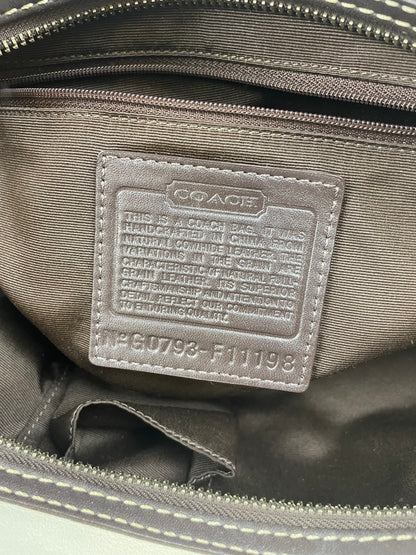 COACH
THIS IS A COACH BAG. IT WAS
HANDCRAFTED IN CHINA FROM
NATURAL COWHIDE LEATHER. THE
VARIATIONS IN THE GRAIN ARE
CHARACTERISTIC OF NATURAL FULL
GRAIN LEATHER. ITS SUPERIOR
CRAFTSMANSHIP AND ATTENTION TO
DETAIL REFLECT OUR COMMITMENT
TO ENDURING QUALITY.
Nº G0793-F11198